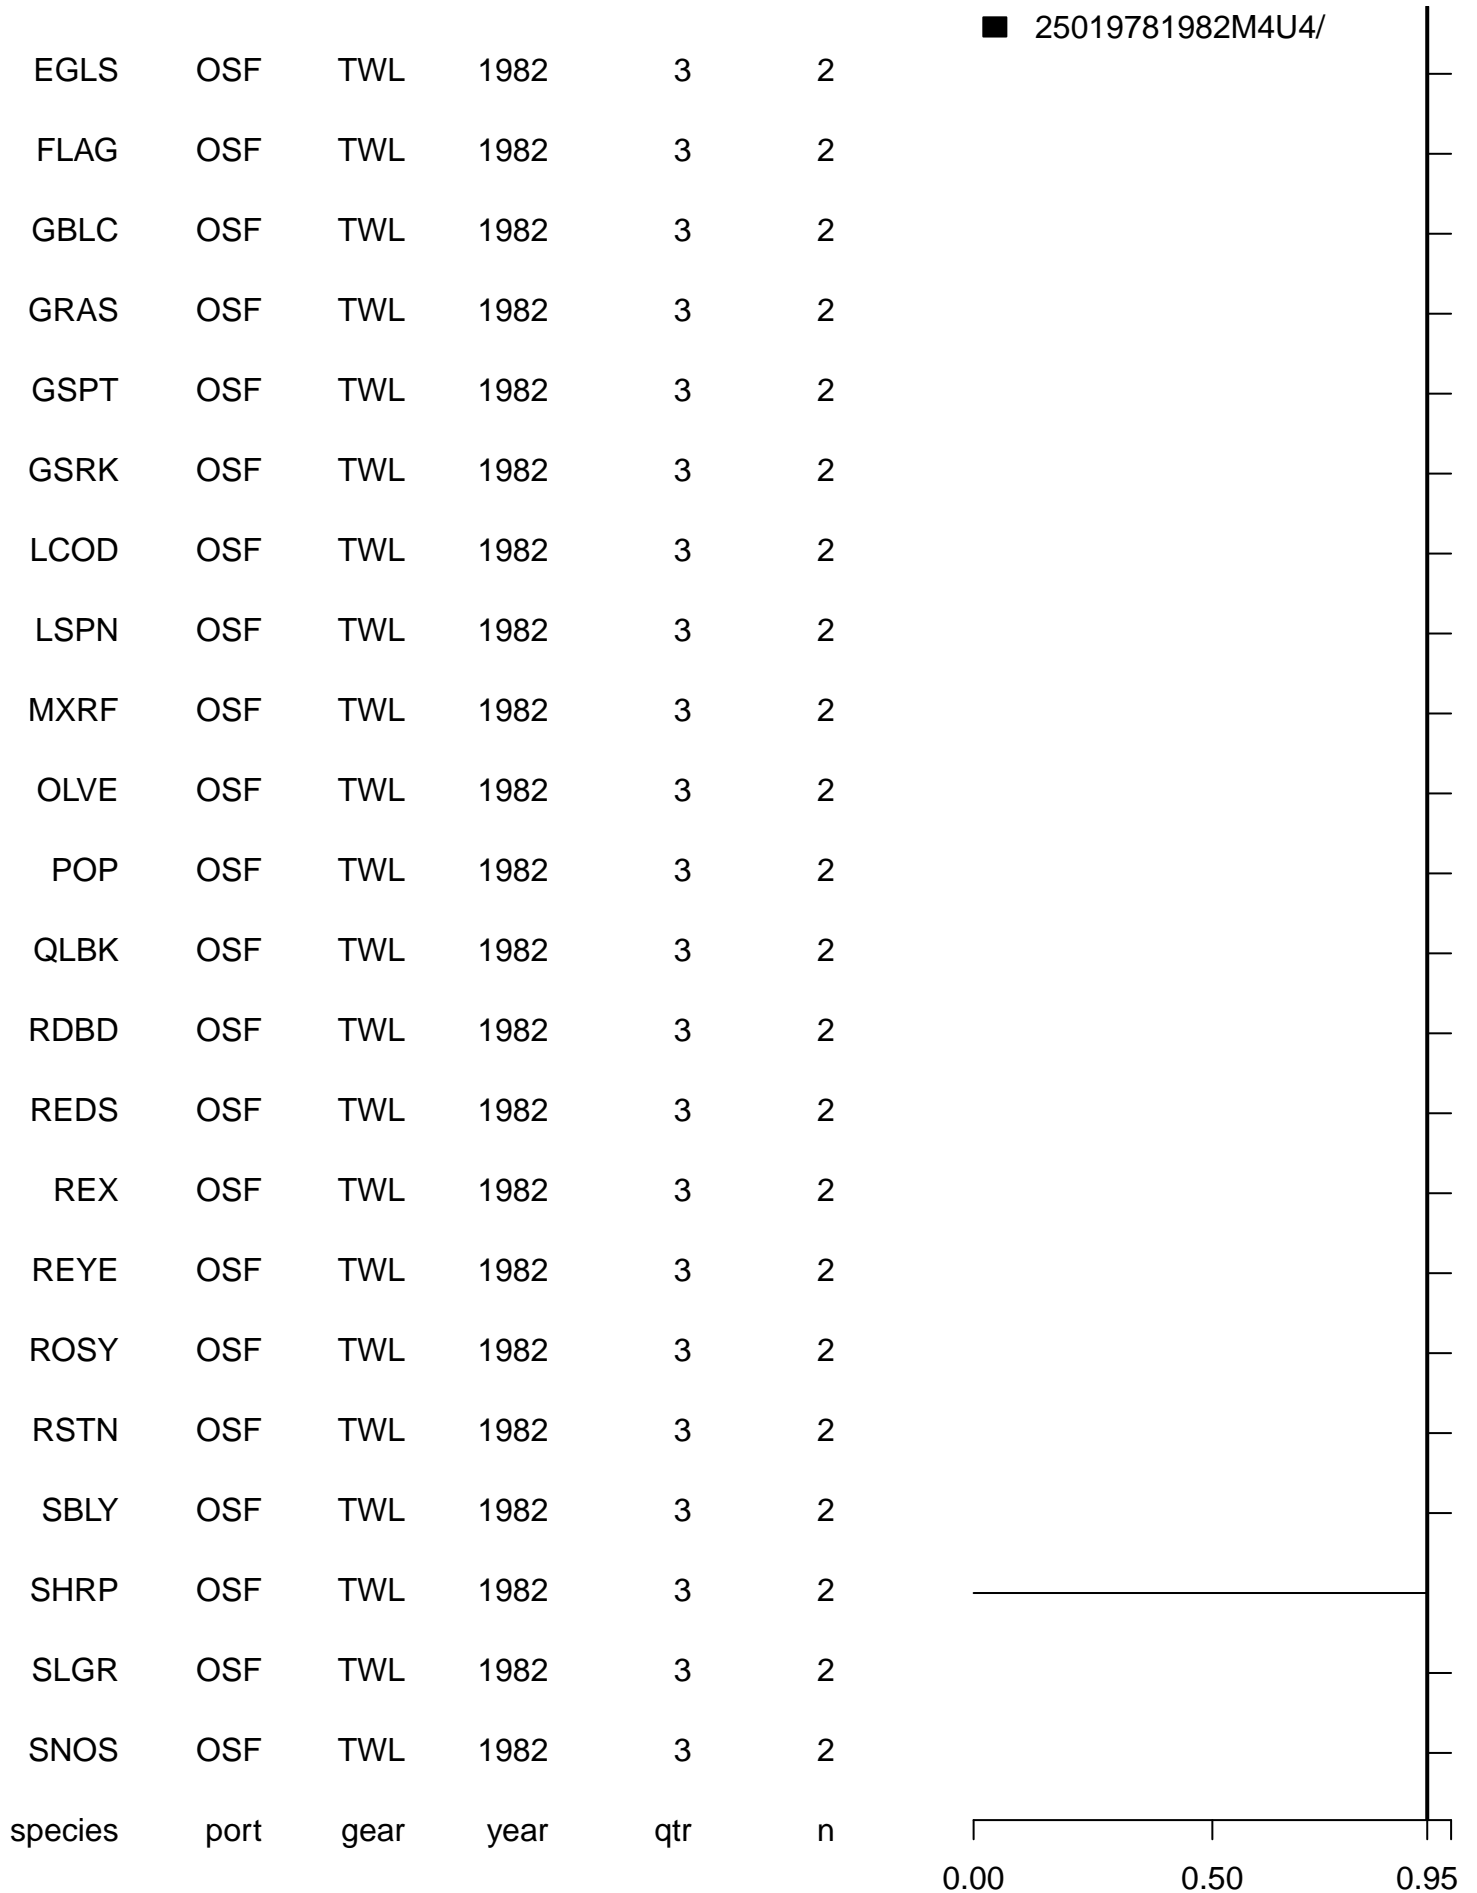 25019781982M4U4/
EGLS OSF TWL 1982 3 2
FLAG OSF TWL 1982 3 2
GBLC OSF TWL 1982 3 2
GRAS OSF TWL 1982 3 2
GSPT OSF TWL 1982 3 2
GSRK OSF TWL 1982 3 2
LCOD OSF TWL 1982 3 2
LSPN OSF TWL 1982 3 2
MXRF OSF TWL 1982 3 2
OLVE OSF TWL 1982 3 2
POP OSF TWL 1982 3 2
QLBK OSF TWL 1982 3 2
RDBD OSF TWL 1982 3 2
REDS OSF TWL 1982 3 2
REX OSF TWL 1982 3 2
REYE OSF TWL 1982 3 2
ROSY OSF TWL 1982 3 2
RSTN OSF TWL 1982 3 2
SBLY OSF TWL 1982 3 2
SHRP OSF TWL 1982 3 2
SLGR OSF TWL 1982 3 2
SNOS OSF TWL 1982 3 2
species port gear year qtr n
0.00 0.50 0.95